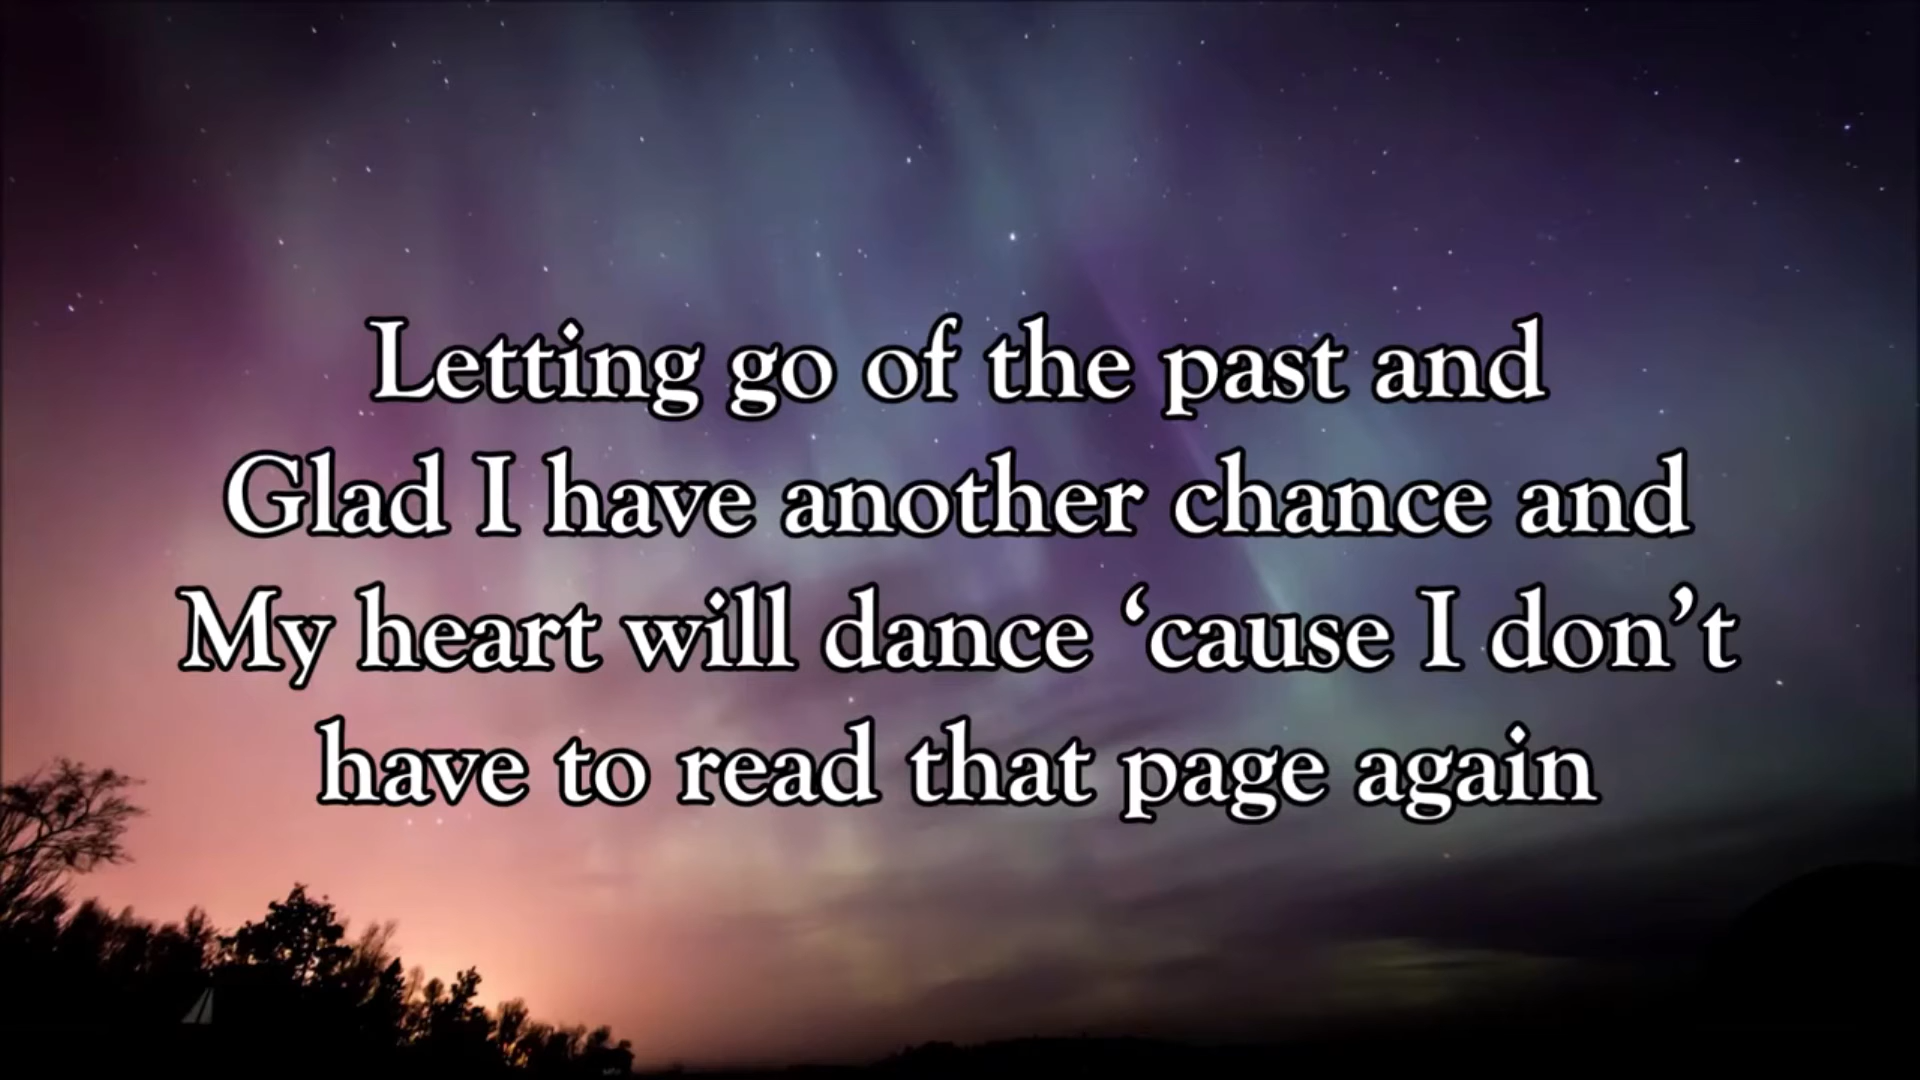 Letting go of the past and
Glad I have another chance and
My heart will dance ‘cause I don’t
have to read that page again